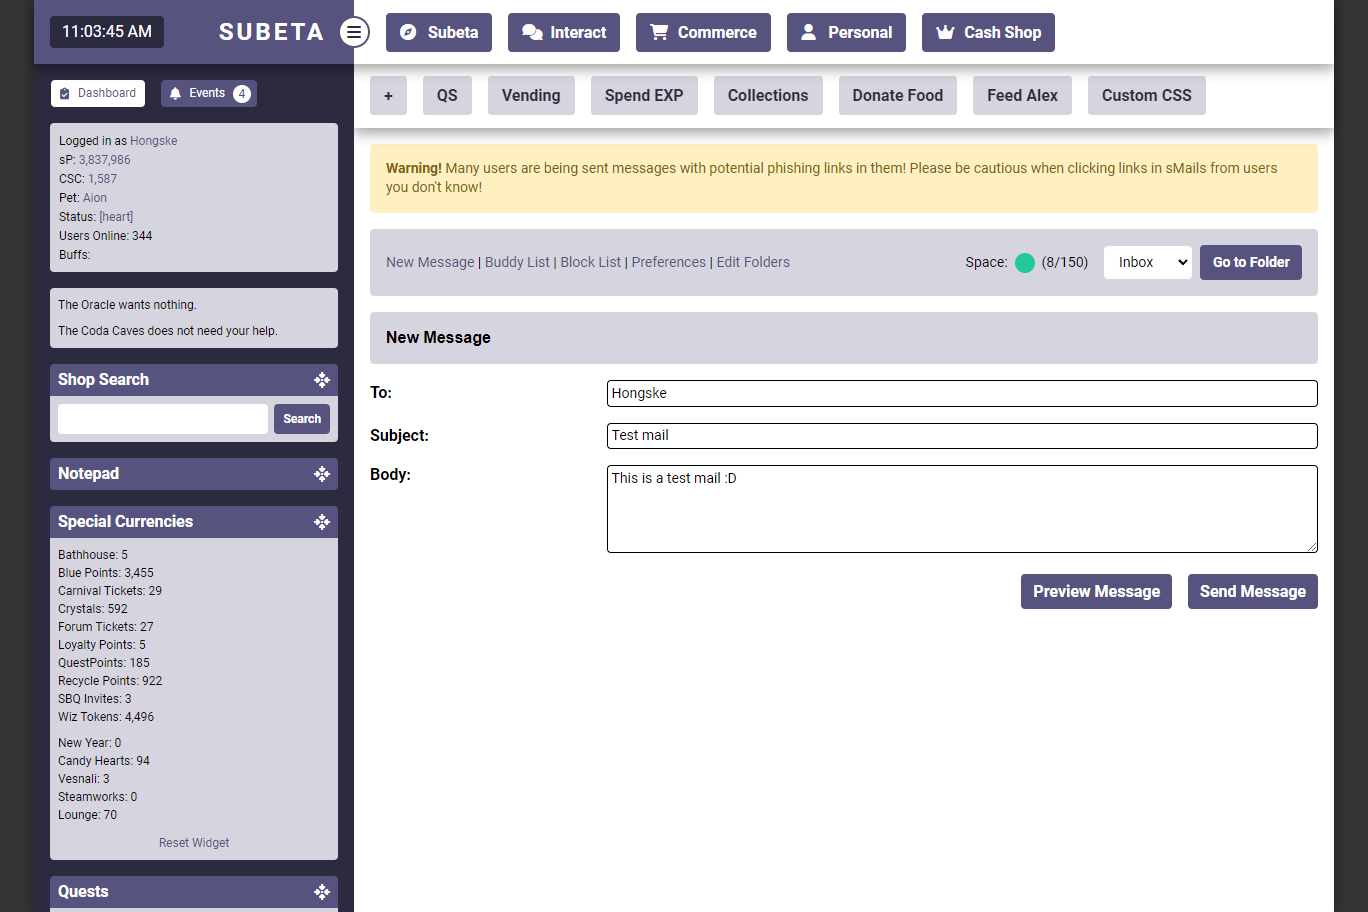 11:03:45 AM
SUBETA
Subeta
Interact
Commerce
Personal
Cash Shop
Dashboard
Events 4
+
QS
Vending
Spend EXP
Collections
Donate Food
Feed Alex
Custom CSS
Logged in as Hongske
sP: 3,837,986
CSC: 1,587
Pet: Aion
Status: [heart]
Users Online: 344
Buffs:
The Oracle wants nothing.
The Coda Caves does not need your help.
Shop Search
Search
Notepad
Special Currencies
Bathhouse: 5
Blue Points: 3,455
Carnival Tickets: 29
Crystals: 592
Forum Tickets: 27
Loyalty Points: 5
QuestPoints: 185
Recycle Points: 922
SBQ Invites: 3
Wiz Tokens: 4,496
New Year: 0
Candy Hearts: 94
Vesnali: 3
Steamworks: 0
Lounge: 70
Reset Widget
Quests
Warning! Many users are being sent messages with potential phishing links in them! Please be cautious when clicking links in sMails from users
you don't know!
New Message | Buddy List | Block List | Preferences | Edit Folders
Space: (8/150)
Inbox
Go to Folder
New Message
To:
Hongske
Subject:
Test mail
Body:
This is a test mail :D
Preview Message
Send Message